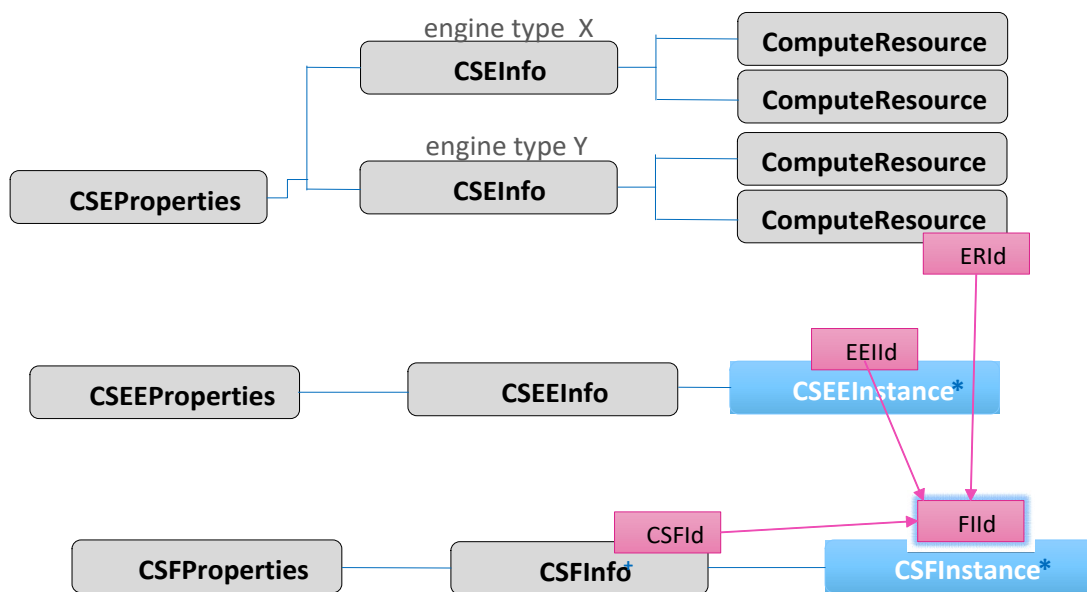 engine type X
CSEInfo
ComputeResource
ComputeResource
engine type Y
CSEInfo
ComputeResource
ComputeResource
CSEProperties
ERId
EEIId
CSEEProperties
CSEEInfo
CSEEInstance*
CSFId
FIId
CSFProperties
CSFInfo+
CSFInstance*